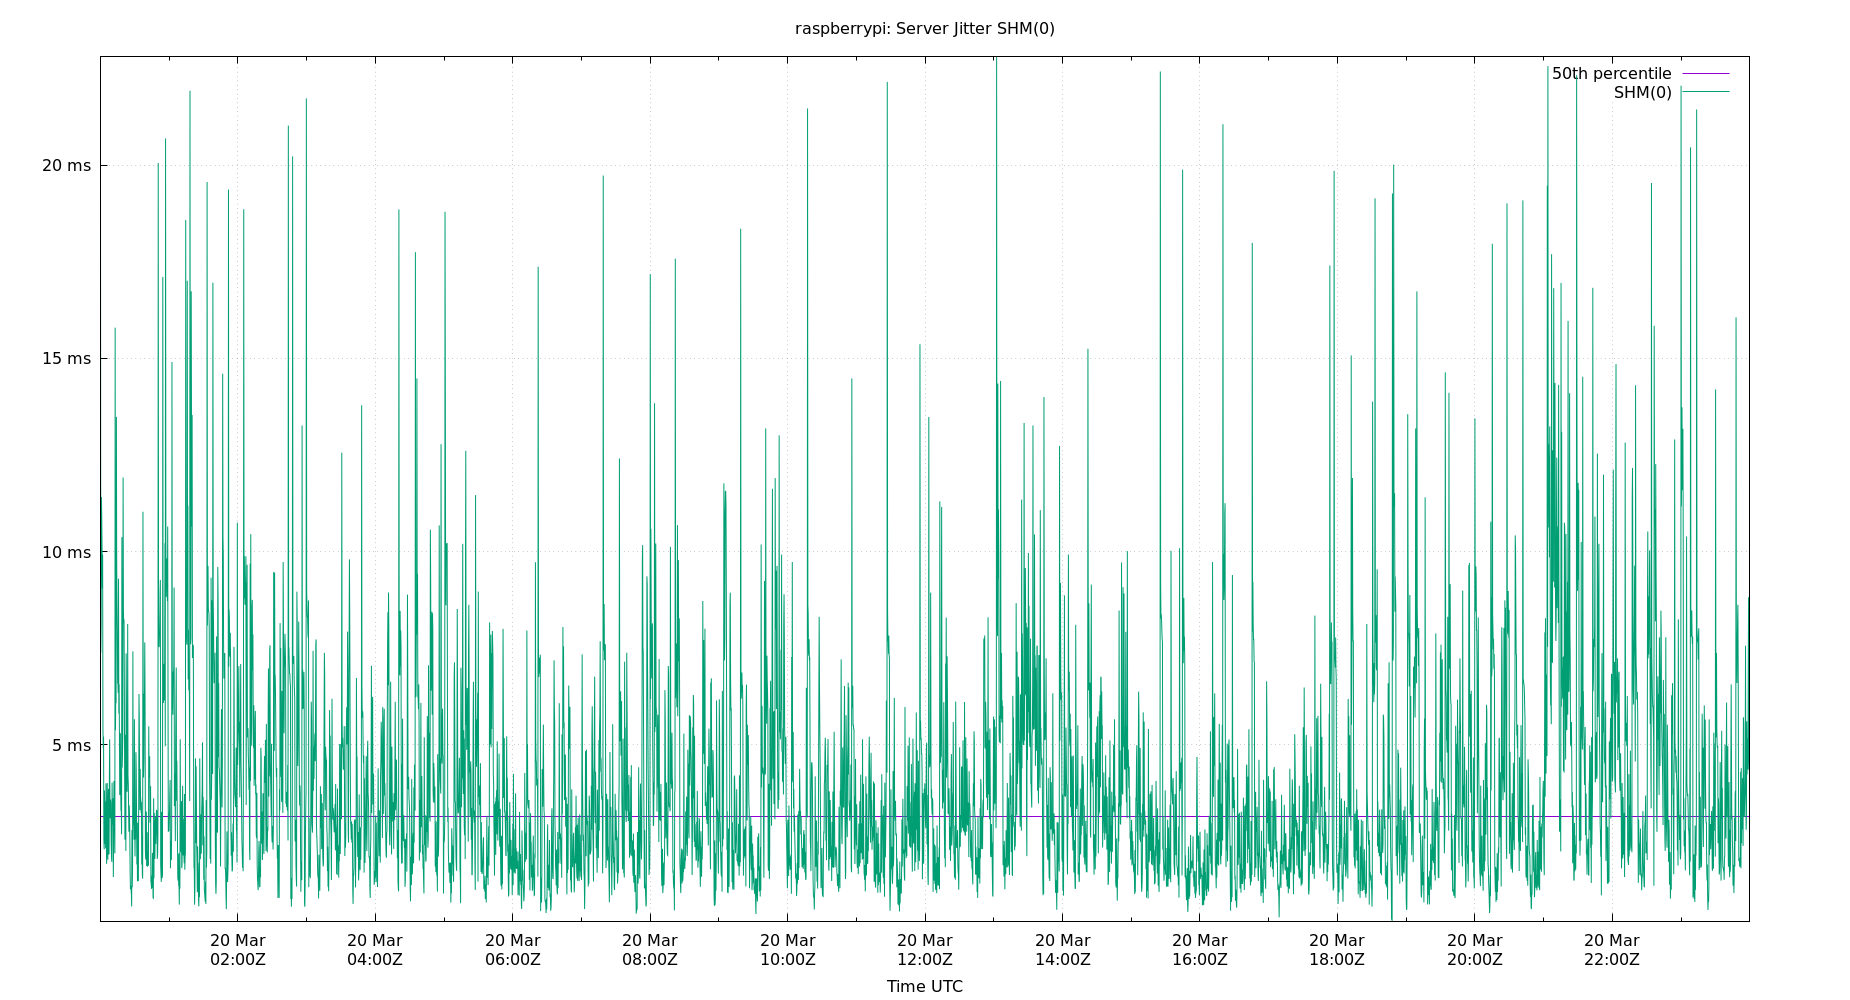 raspberrypi: Server Jitter SHM(0)
50th percentile
SHM(0)
20 ms
15 ms
10 ms
5 ms
20 Mar 20 Mar 20 Mar 20 Mar 20 Mar 20 Mar 20 Mar 20 Mar 20 Mar 20 Mar 20 Mar
02:00Z 04:00Z 06:00Z 08:00Z 10:00Z 12:00Z 14:00Z 16:00Z 18:00Z 20:00Z 22:00Z
Time UTC